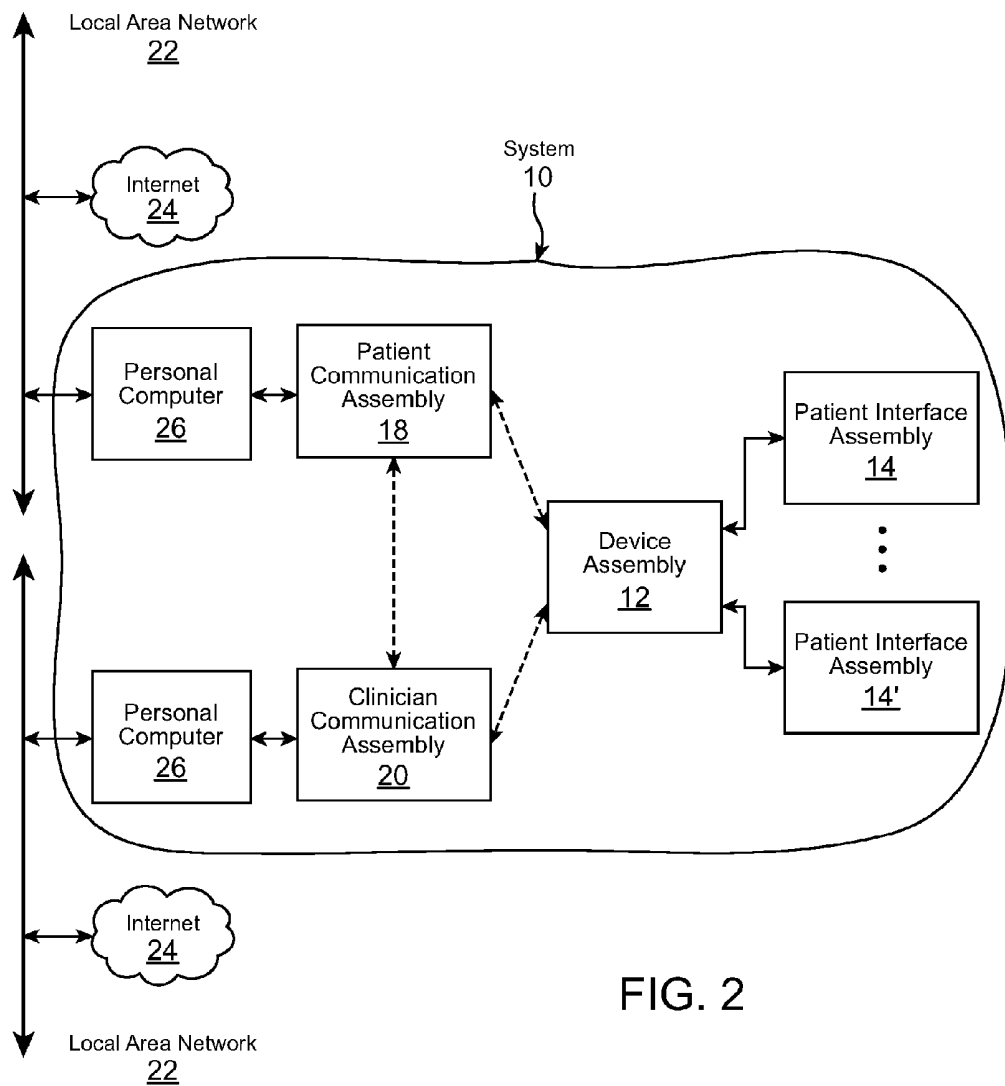 Local Area Network
22
Internet
24
System
10
Personal
Computer
26
Patient
Communication
Assembly
18
Patient Interface
Assembly
14
Device
Assembly
12
Patient Interface
Assembly
14'
Personal
Computer
26
Clinician
Communication
Assembly
20
Internet
24
FIG. 2
Local Area Network
22